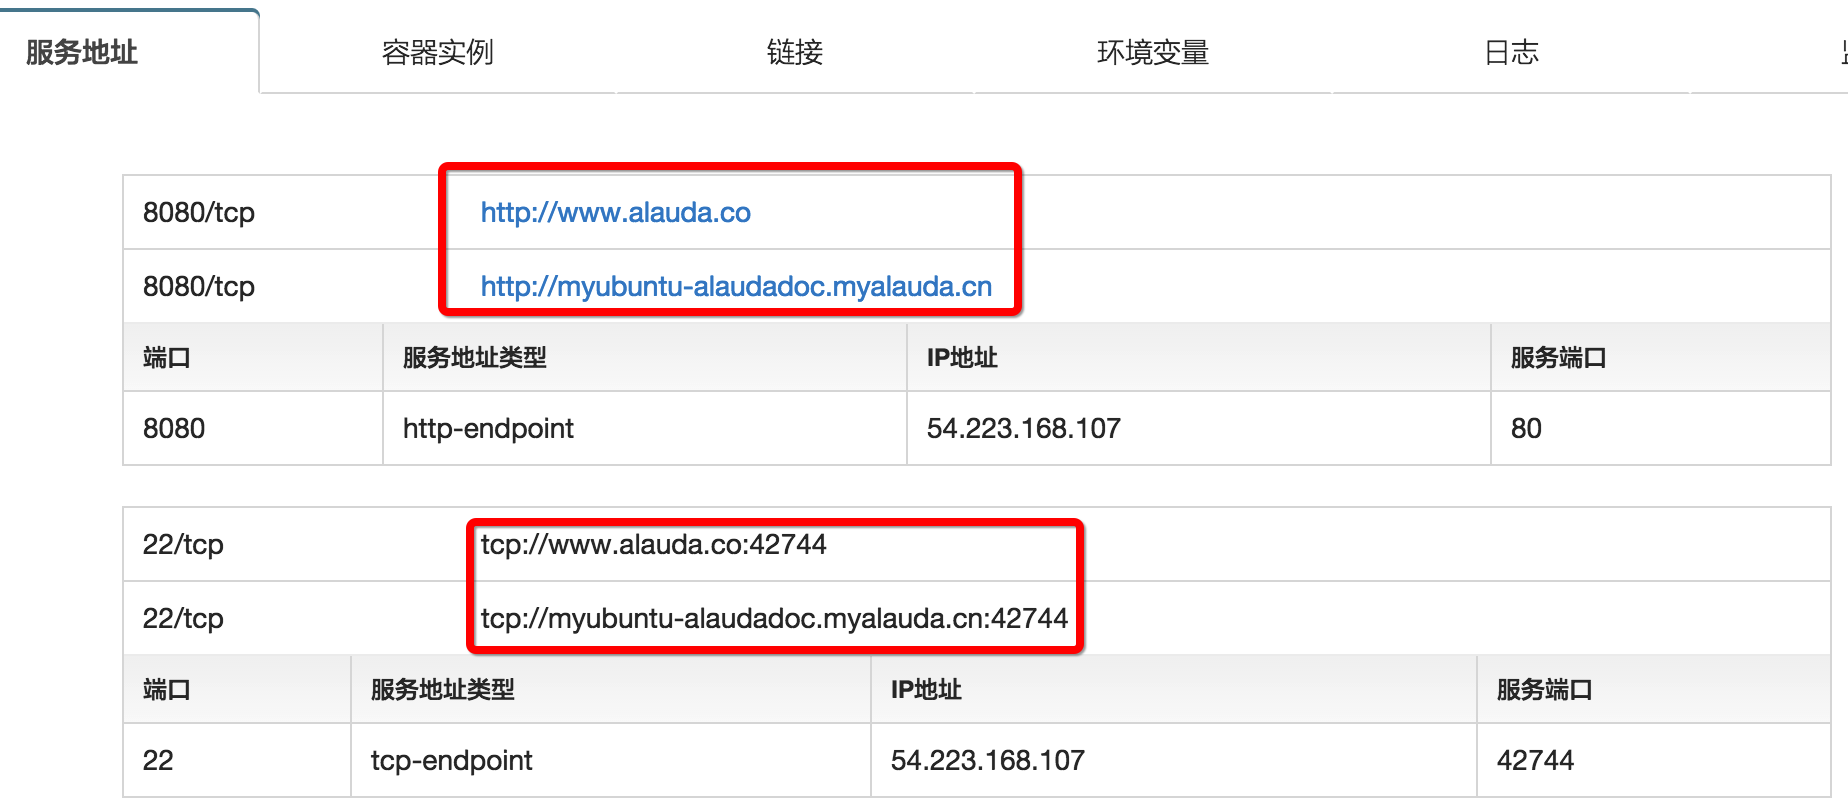 服务地址 容器实例 链接 环境变量 日志
8080/tcp http://www.alauda.co
8080/tcp http://myubuntu-alaudadoc.myalauda.cn
端口 服务地址类型 IP地址 服务端口
8080 http-endpoint 54.223.168.107 80
22/tcp tcp://www.alauda.co:42744
22/tcp tcp://myubuntu-alaudadoc.myalauda.cn:42744
端口 服务地址类型 IP地址 服务端口
22 tcp-endpoint 54.223.168.107 42744